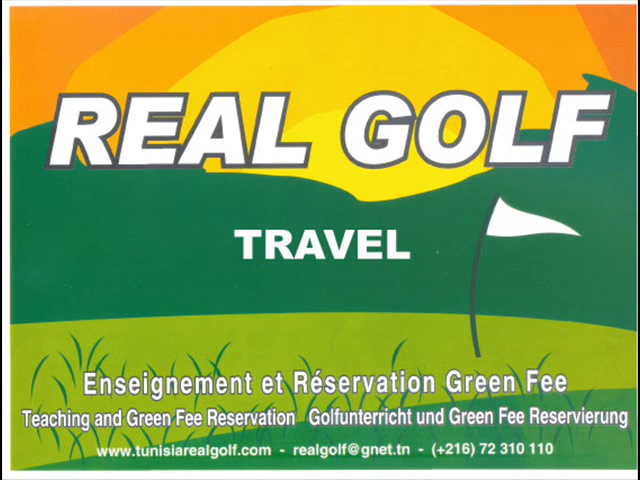 REAL GOLF
TRAVEL
Enseignement et Réservation Green Fee
Teaching and Green Fee Reservation Golfunterricht und Green Fee Reservierung
www.tunisiarealgolf.com - realgolf@gnet.tn - (+216) 72 310 110